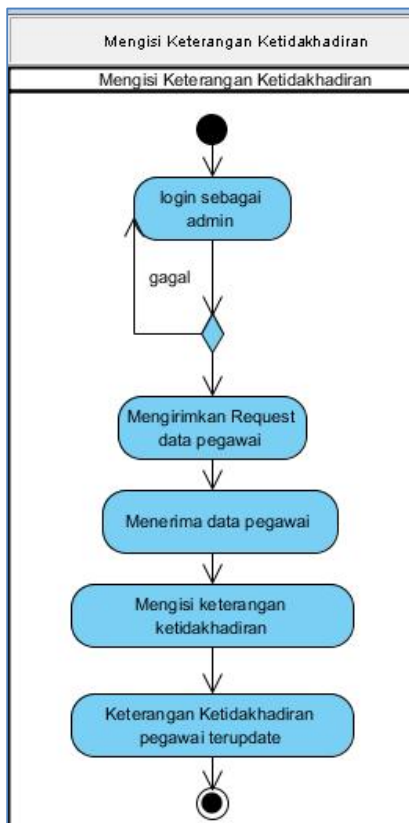 Mengisi Keterangan Ketidakhadiran
Mengisi Keterangan Ketidakhadiran
login sebagai
admin
gagal
Mengirimkan Request
data pegawai
Menerima data pegawai
Mengisi keterangan
ketidakhadiran
Keterangan Ketidakhadiran
pegawai terupdate